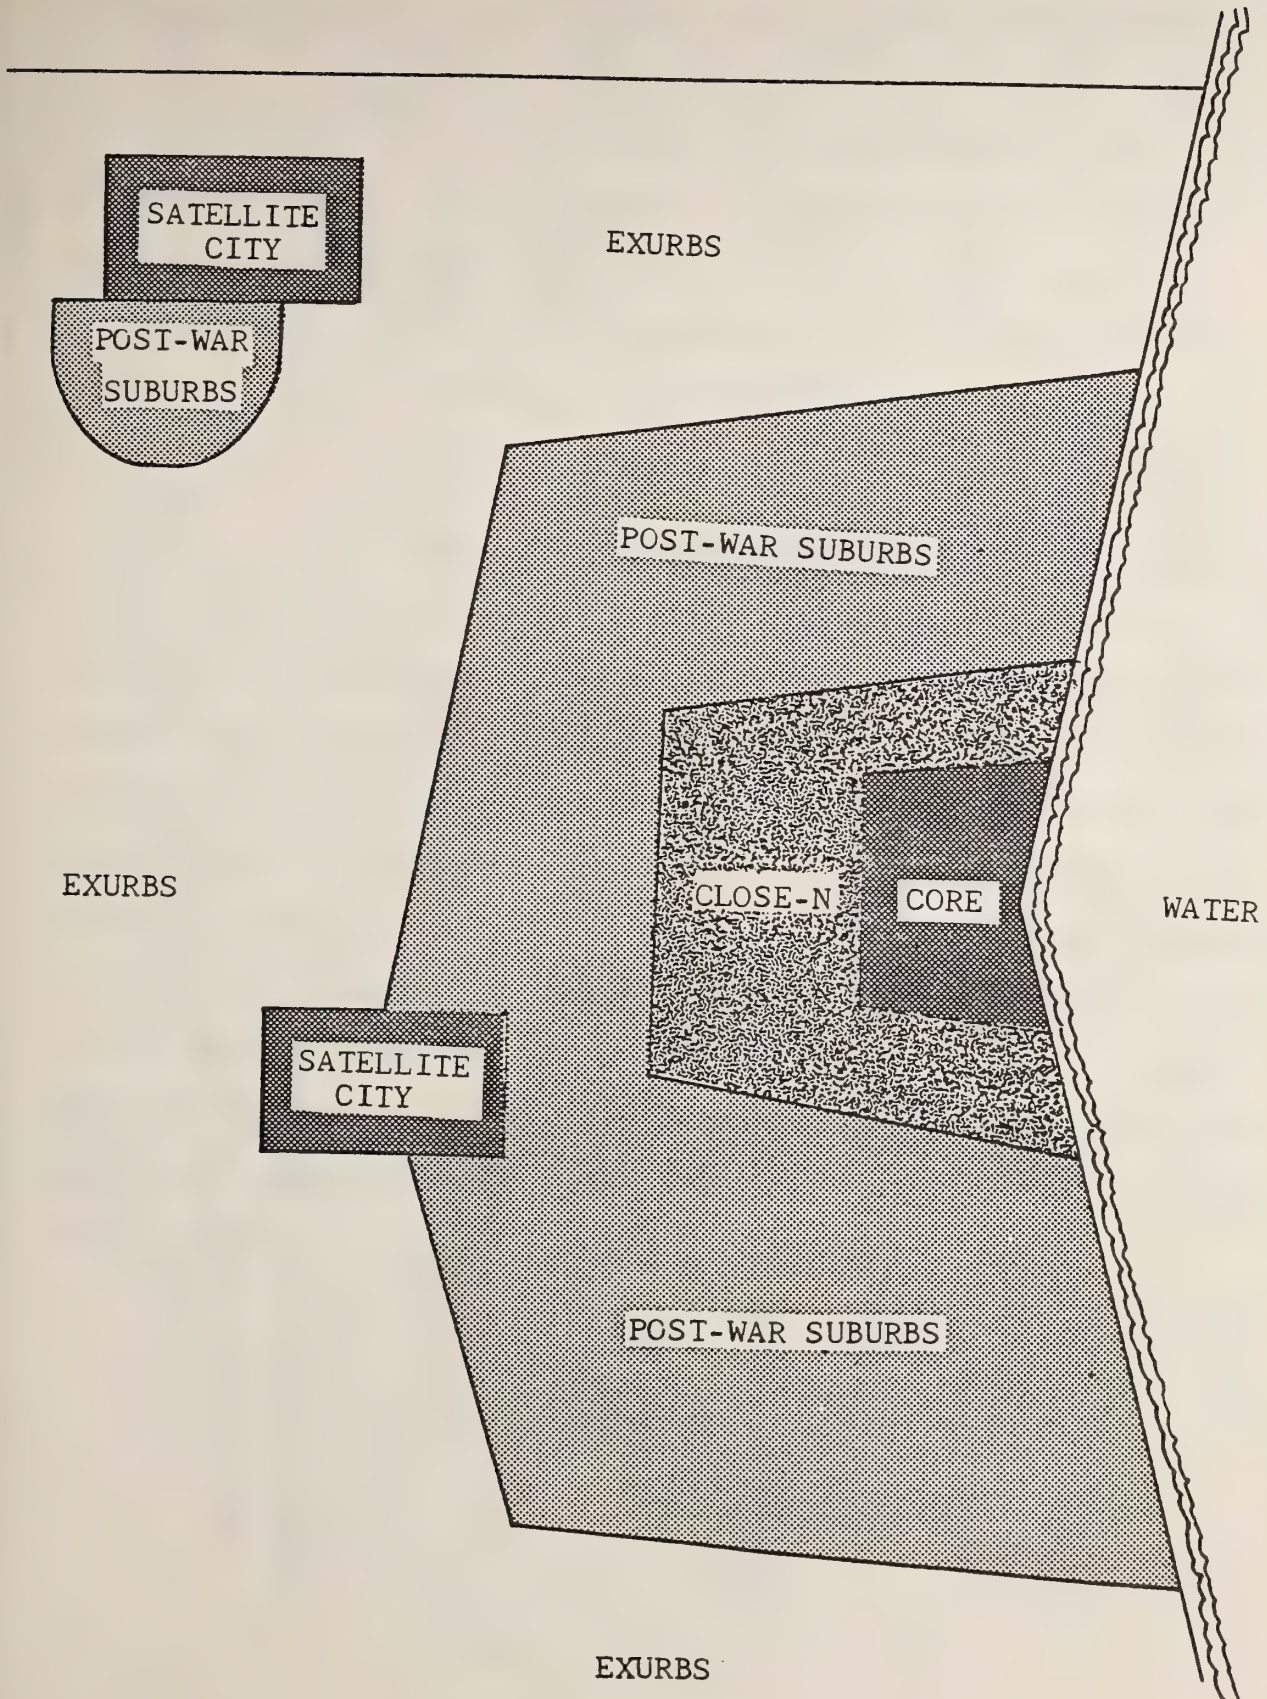 SATELLITE
CITY
EXURBS
POST-WAR
SUBURBS
POST-WAR SUBURBS
EXURBS
CLOSE-N
CORE
WATER
SATELLITE
CITY
POST-WAR SUBURBS
EXURBS